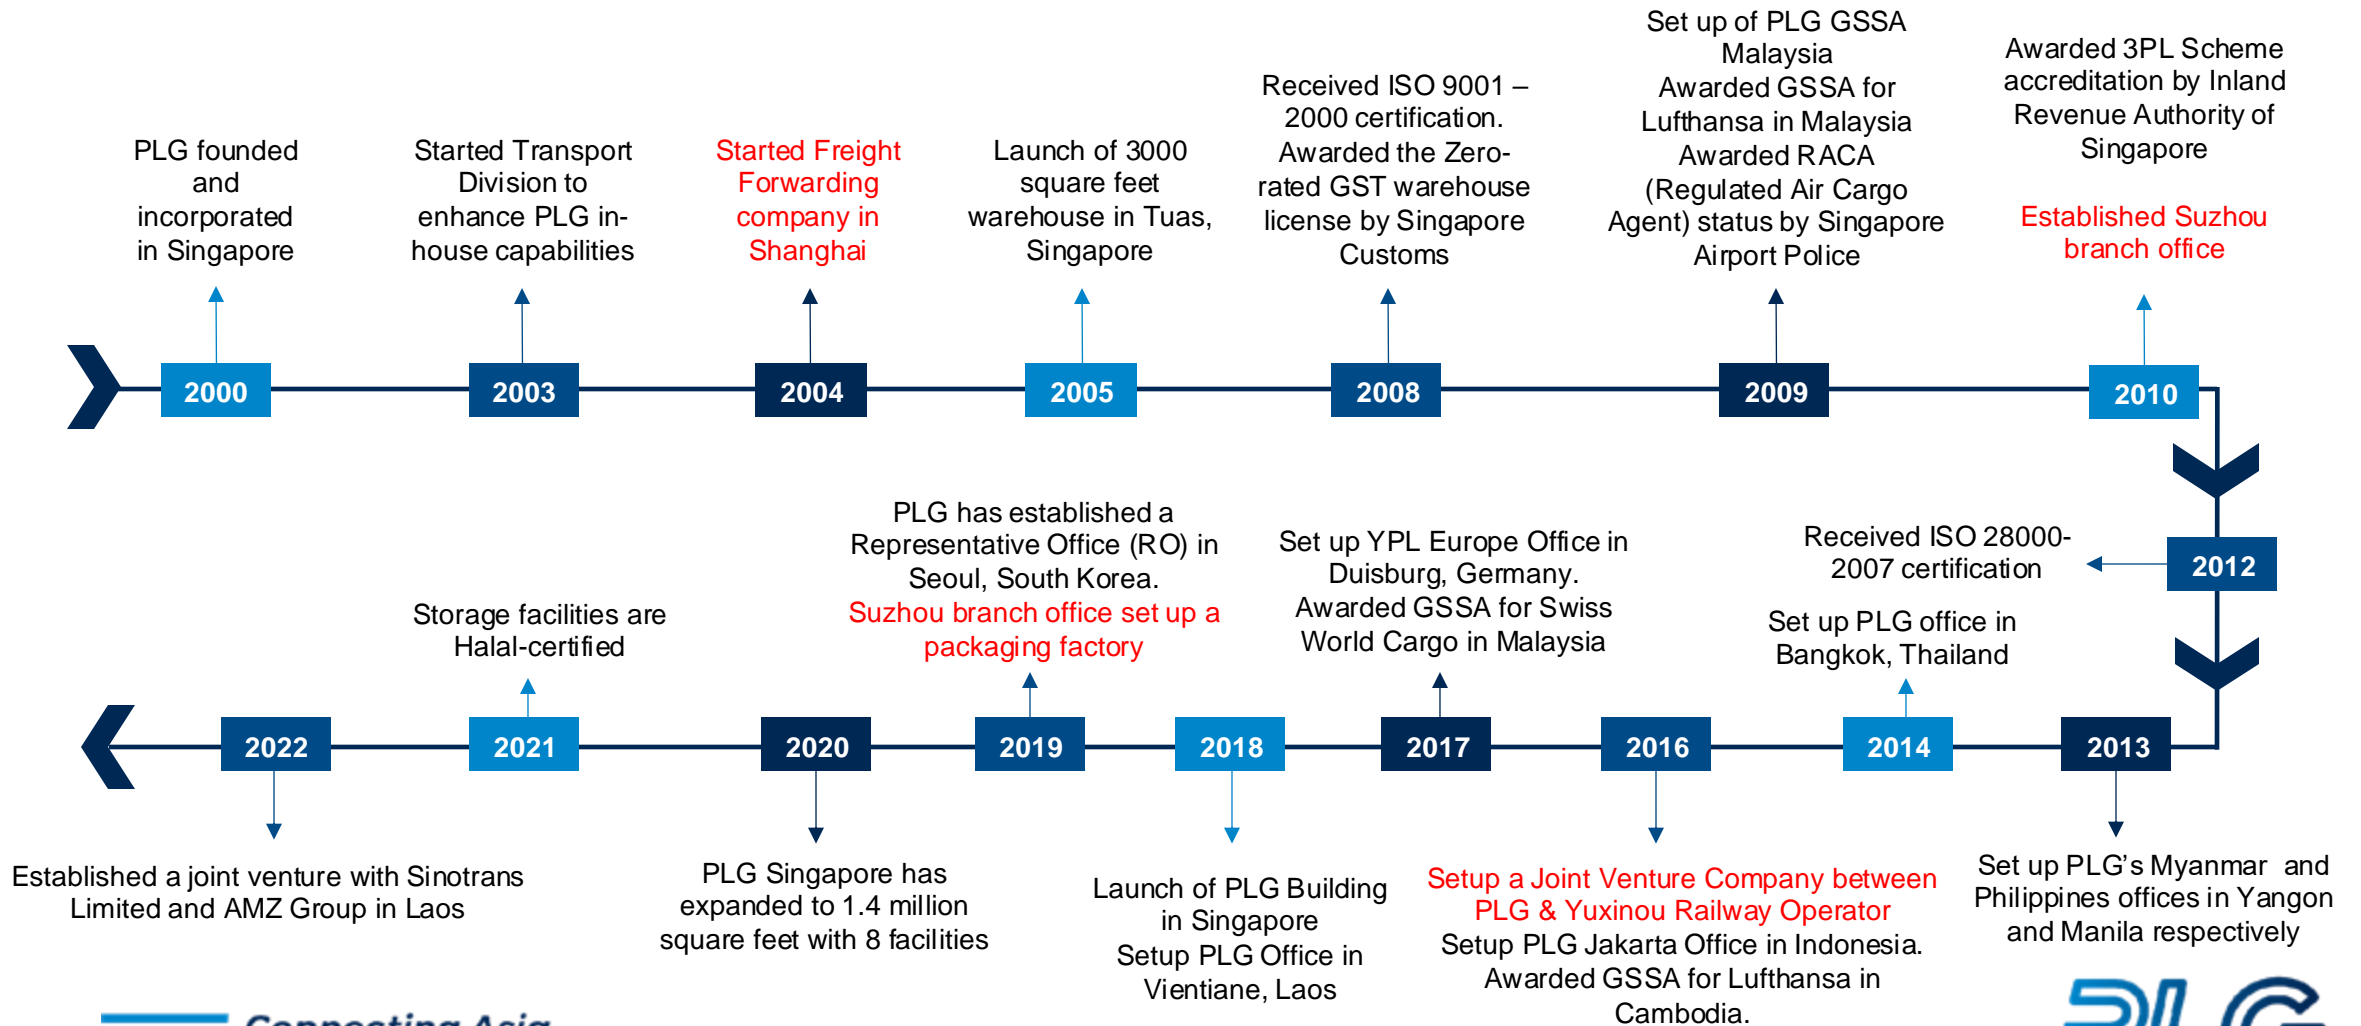 PLG founded
and
incorporated
in Singapore
2000
Started Transport
Division to
enhance PLG in-
house capabilities
2003
Started Freight
Forwarding
company in
Shanghai
2004
Launch of 3000
square feet
warehouse in Tuas,
Singapore
2005
Received ISO 9001 –
2000 certification.
Awarded the Zero-
rated GST warehouse
license by Singapore
Customs
2008
Set up of PLG GSSA
Malaysia
Awarded GSSA for
Lufthansa in Malaysia
Awarded RACA
(Regulated Air Cargo
Agent) status by Singapore
Airport Police
2009
Awarded 3PL Scheme
accreditation by Inland
Revenue Authority of
Singapore
Established Suzhou
branch office
2010
Received ISO 28000-
2007 certification
2012
Set up PLG's Myanmar  and
Philippines offices in Yangon
and Manila respectively
2013
Set up PLG office in
Bangkok, Thailand
2014
Setup a Joint Venture Company between
PLG & Yuxinou Railway Operator
Setup PLG Jakarta Office in Indonesia.
Awarded GSSA for Lufthansa in
Cambodia.
2016
Set up YPL Europe Office in
Duisburg, Germany.
Awarded GSSA for Swiss
World Cargo in Malaysia
2017
Launch of PLG Building
in Singapore
Setup PLG Office in
Vientiane, Laos
2018
PLG has established a
Representative Office (RO) in
Seoul, South Korea.
Suzhou branch office set up a
packaging factory
2019
PLG Singapore has
expanded to 1.4 million
square feet with 8 facilities
2020
Storage facilities are
Halal-certified
2021
Established a joint venture with Sinotrans
Limited and AMZ Group in Laos
2022
Connecting Asia
PLG